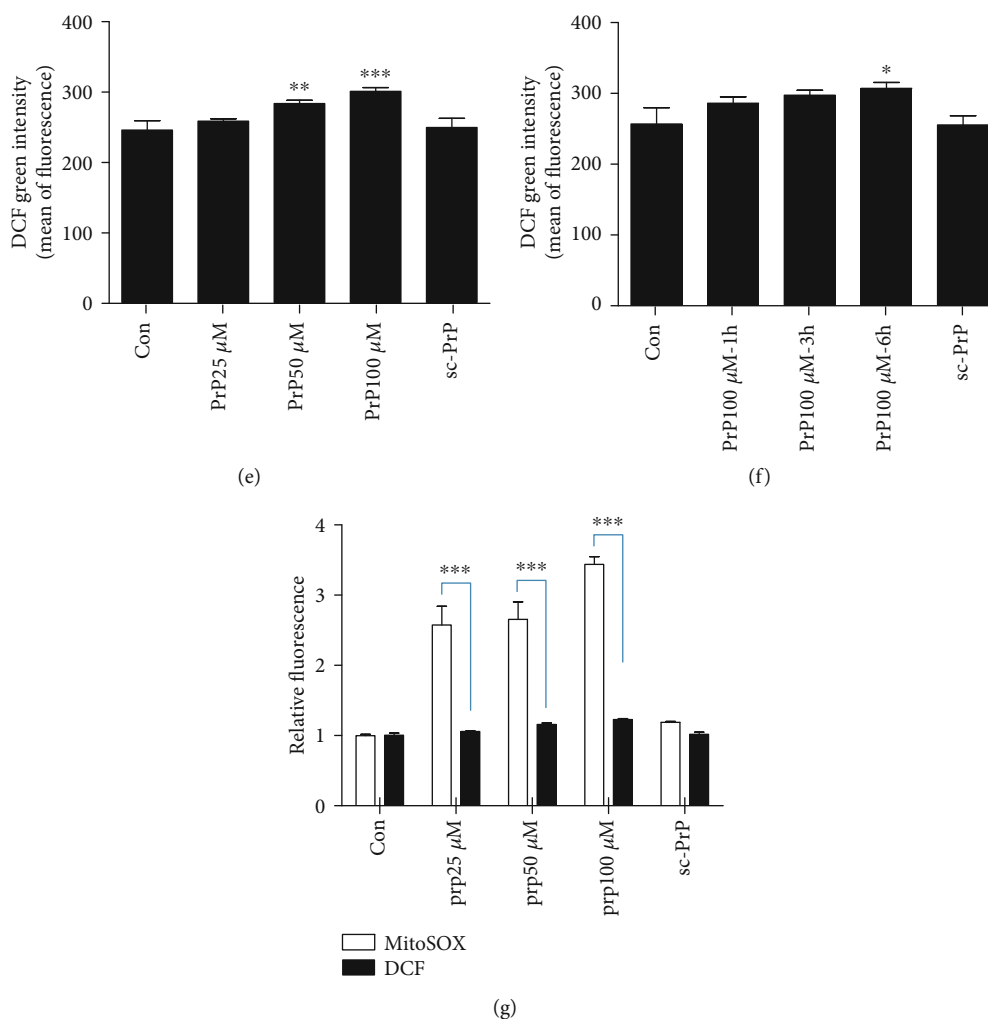 400
300
200
100
0
DCF green intensity
(mean of fluorescence)
**
***
Con
PrP25 μM
PrP50 μM
PrP100 μM
sc-PrP
(e)
400
300
200
100
0
DCF green intensity
(mean of fluorescence)
*
Con
PrP100 μM-1h
PrP100 μM-3h
PrP100 μM-6h
sc-PrP
(f)
4
3
2
1
0
Relative fluorescence
***
***
***
Con
prp25 μM
prp50 μM
prp100 μM
sc-PrP
MitoSOX
DCF
(g)